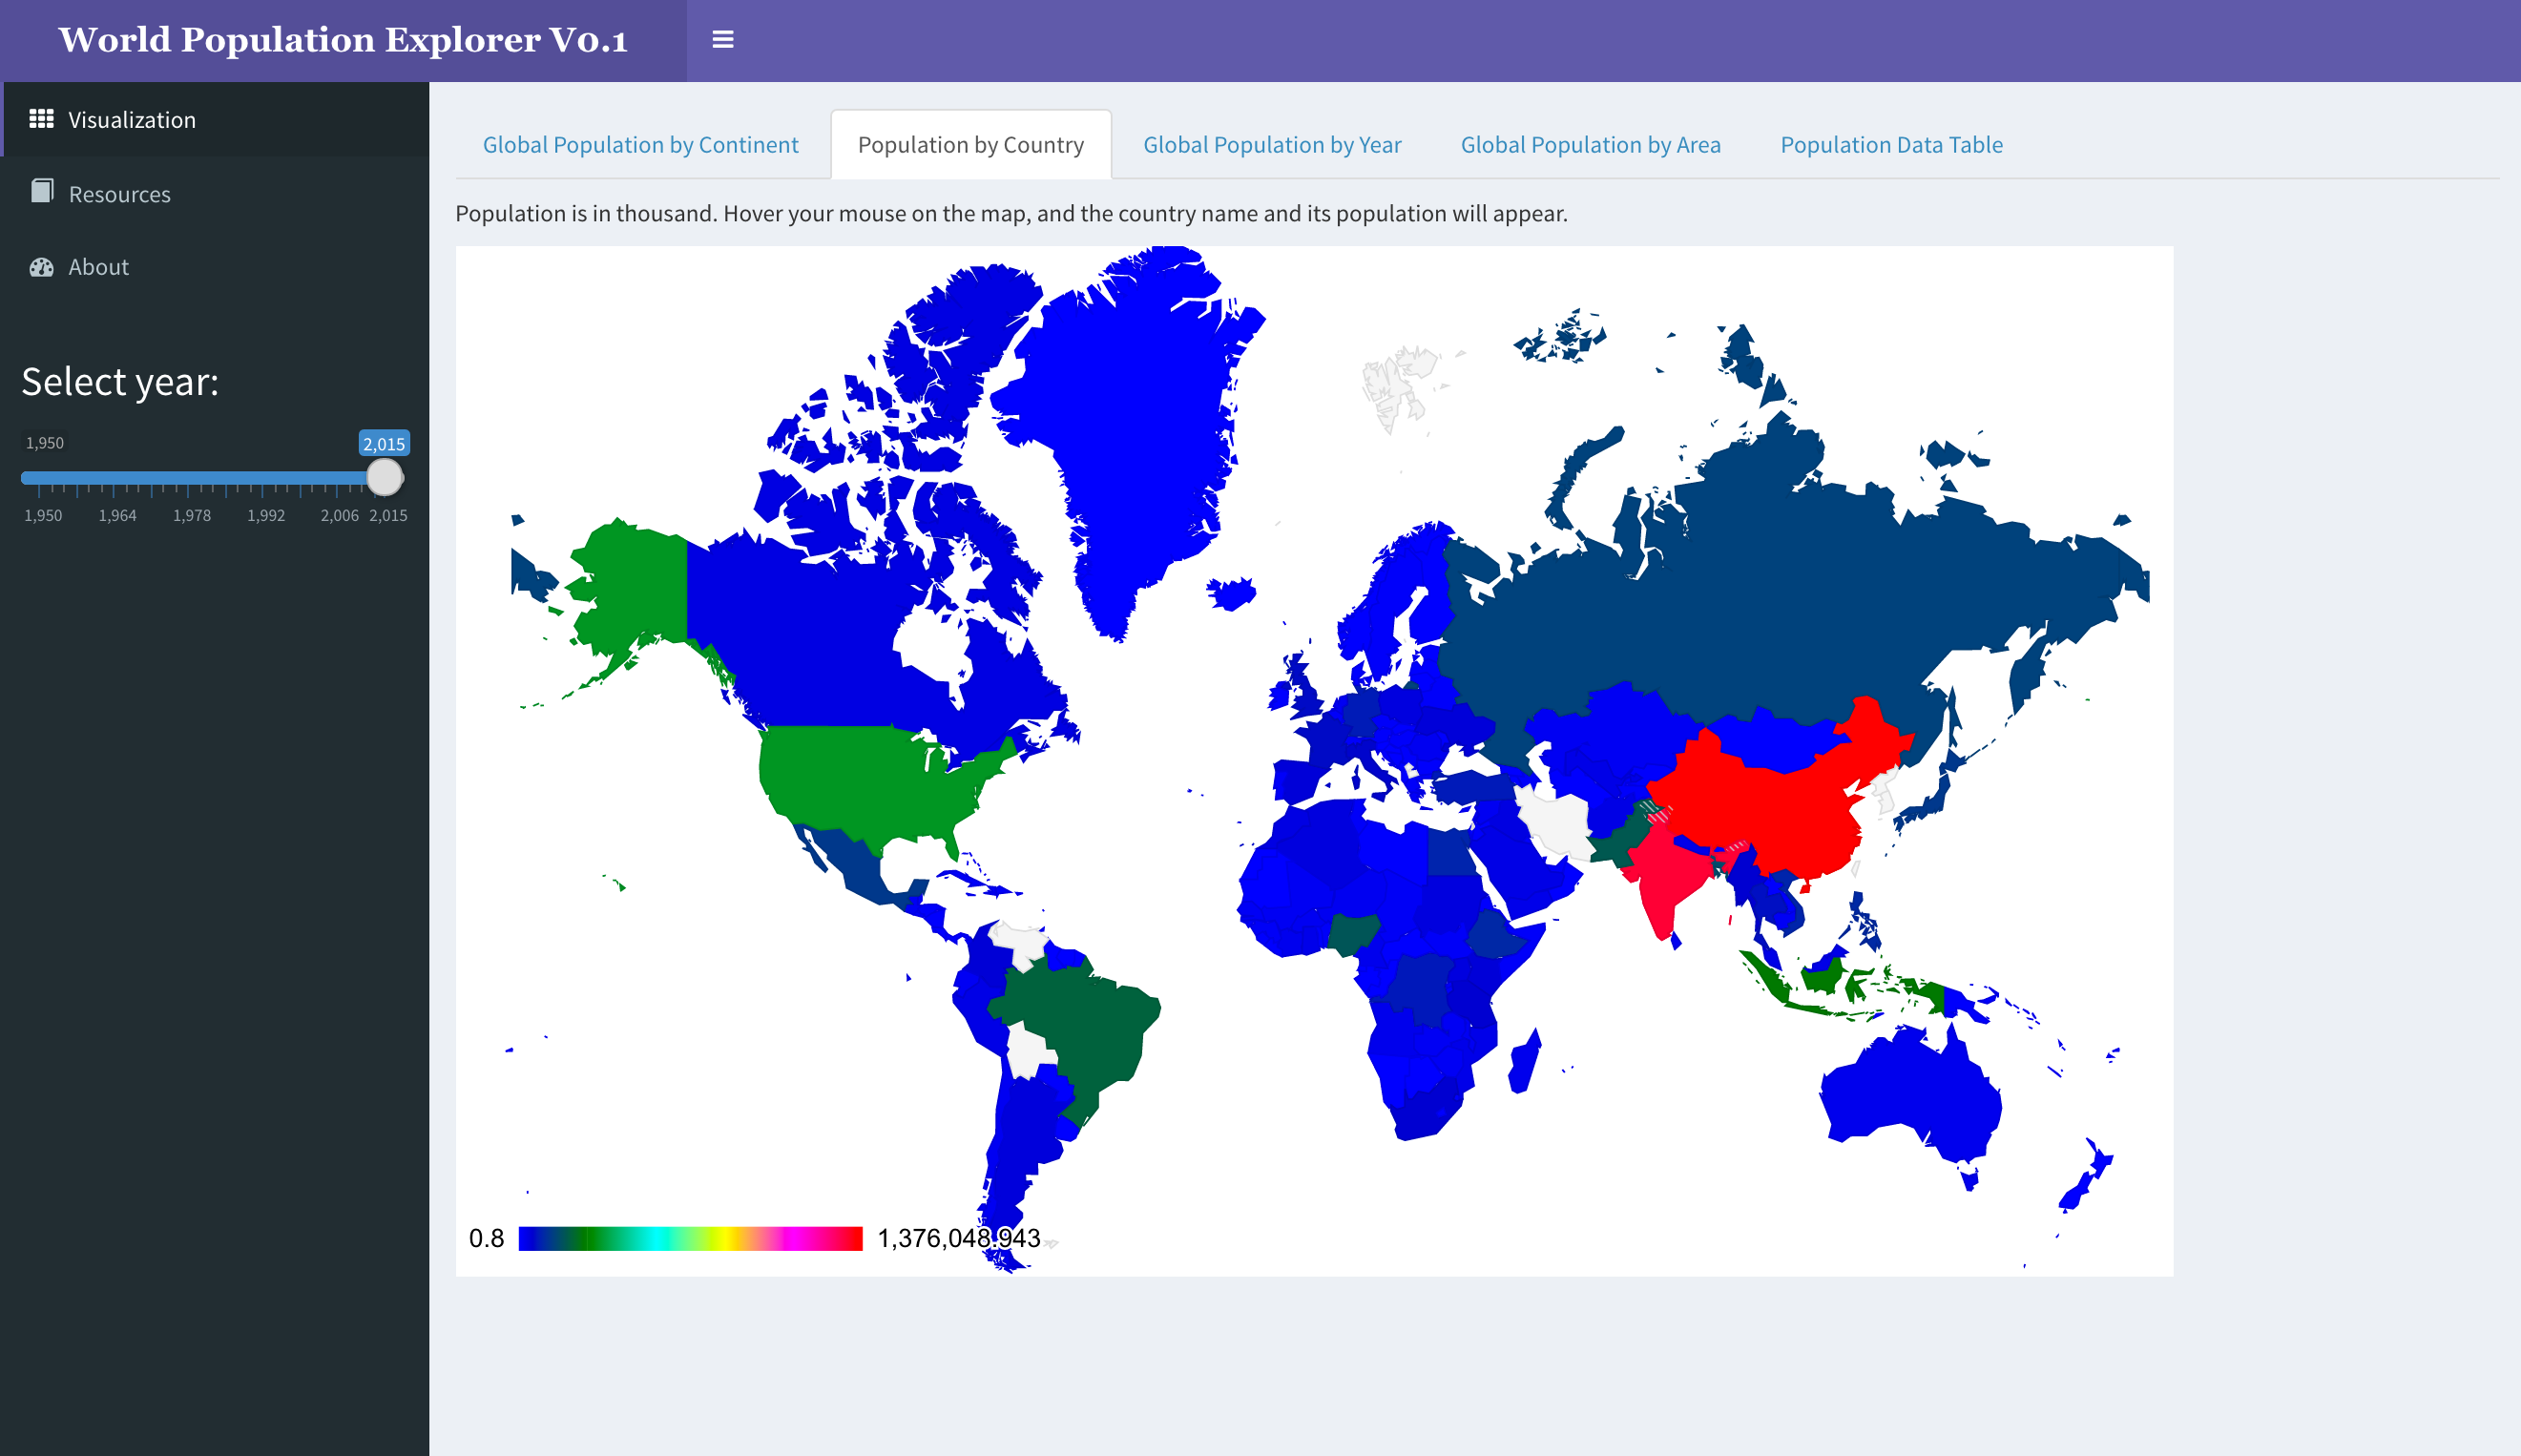 World Population Explorer V0.1
Visualization
Resources
About
Select year:
1,950
2,015
1,950 1,964 1,978 1,992 2,006 2,015
Global Population by Continent Population by Country Global Population by Year Global Population by Area Population Data Table
Population is in thousand. Hover your mouse on the map, and the country name and its population will appear.
0.8 1,376,048.943